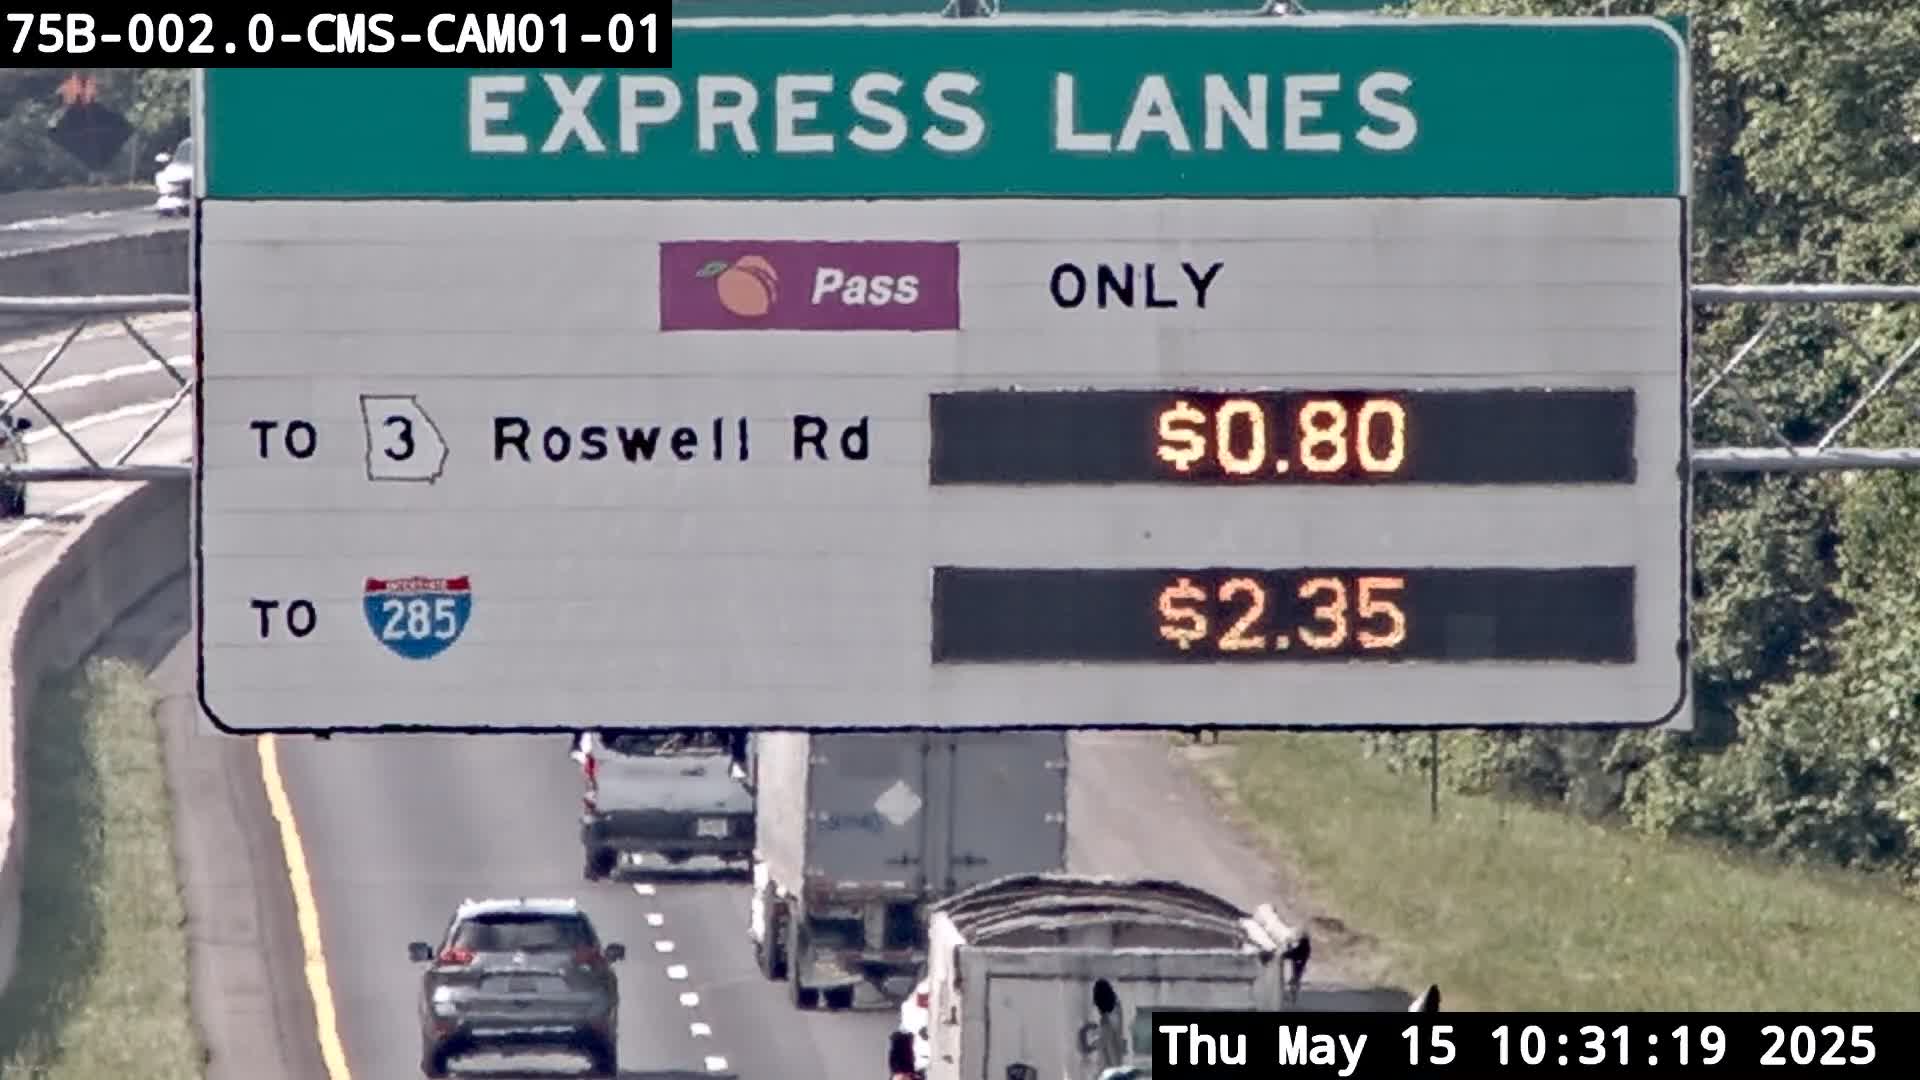 75B-002.0-CMS-CAM01-01
EXPRESS LANES
Pass ONLY
TO 3 Roswell Rd $0.80
INTERSTATE
TO 285 $2.35
Thu May 15 10:31:19 2025